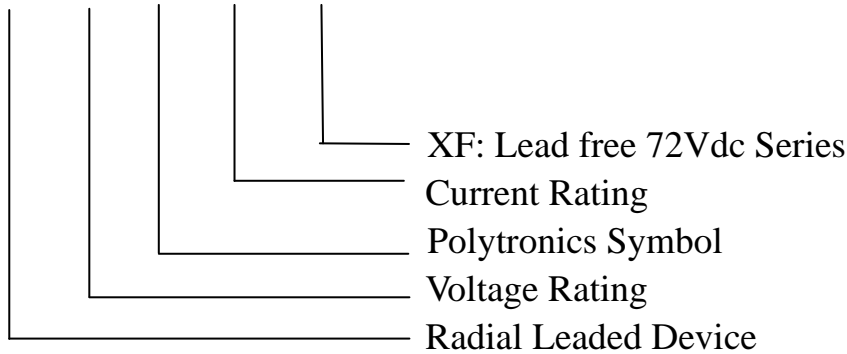 XF: Lead free 72Vdc Series
Current Rating
Polytronics Symbol
Voltage Rating
Radial Leaded Device